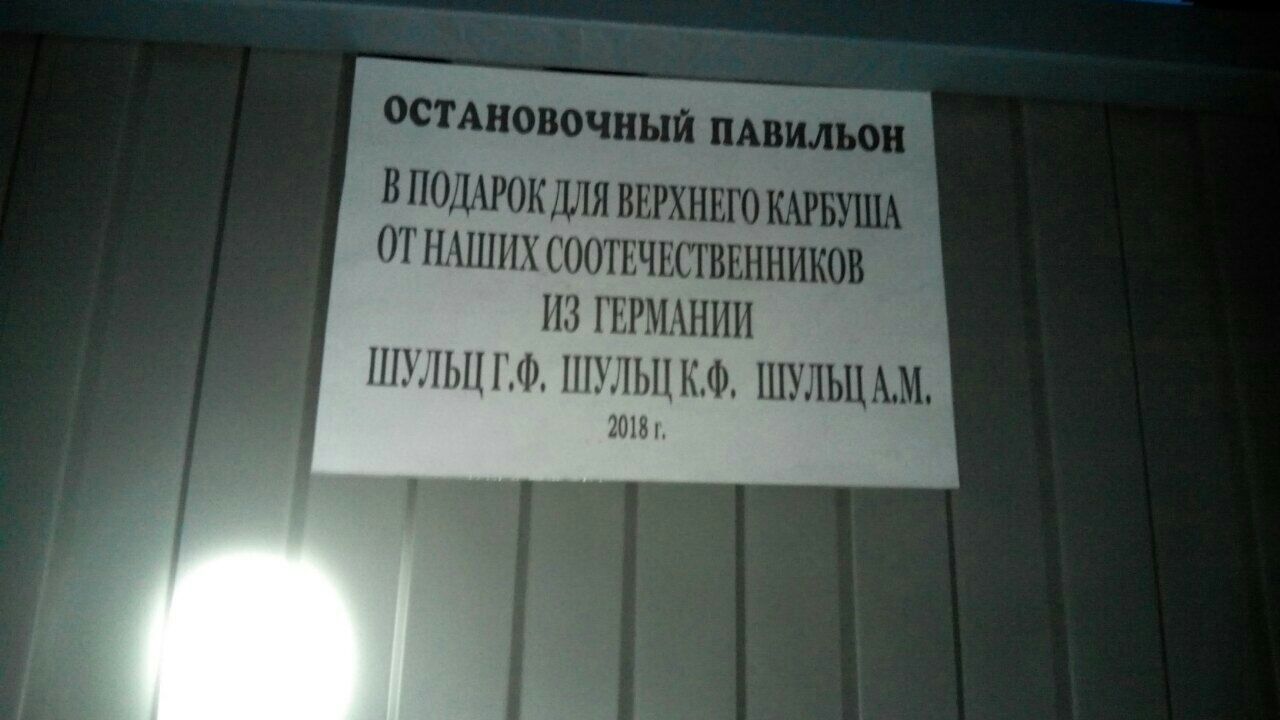 ОСТАНОВОЧНЫЙ ПАВИЛЬОН
В ПОДАРОК ДЛЯ ВЕРХНЕГО КАРБУША
ОТ НАШИХ СООТЕЧЕСТВЕННИКОВ
ИЗ ГЕРМАНИИ
ШУЛЬЦ Г.Ф. ШУЛЬЦ К.Ф. ШУЛЬЦ А.М.
2018 г.